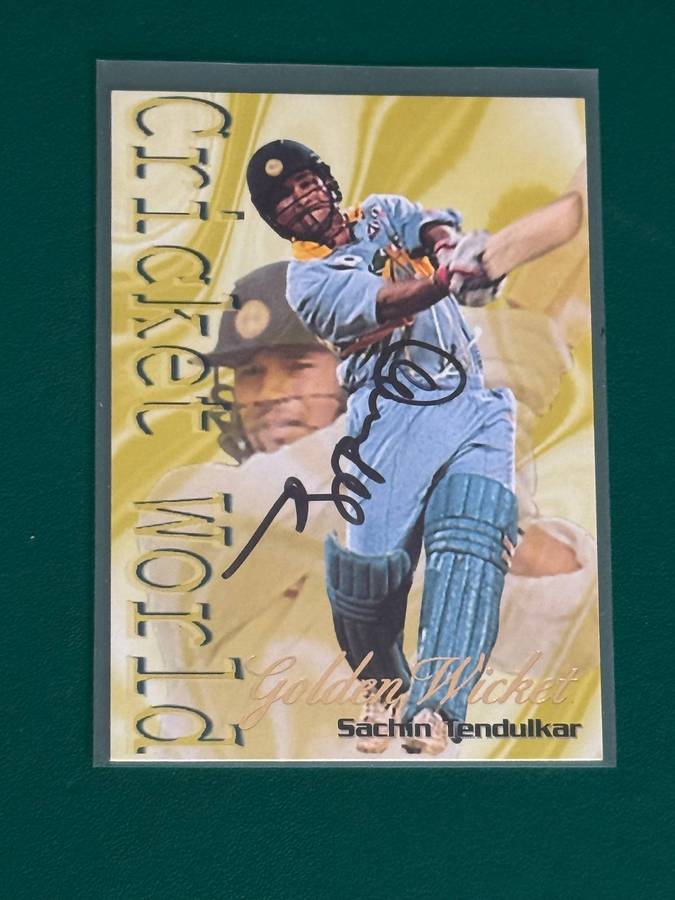 cricket world
Golden Wicket
Sachin Tendulkar